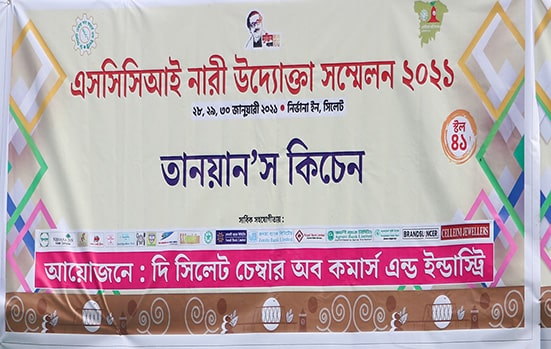 এসসিসিআই নারী উদ্যোক্তা সম্মেলন ২০২১
২৮, ২৯, ৩০ জানুয়ারী ২০২১ ● নির্ভানা ইন, সিলেট
স্টল
৪১
তানয়ান'স কিচেন
সার্বিক সহযোগীতায় :
BRANDSLINCER
CELLEEM JEWELLERS
আয়োজনে : দি সিলেট চেম্বার অব কমার্স এন্ড ইন্ডাস্ট্রি